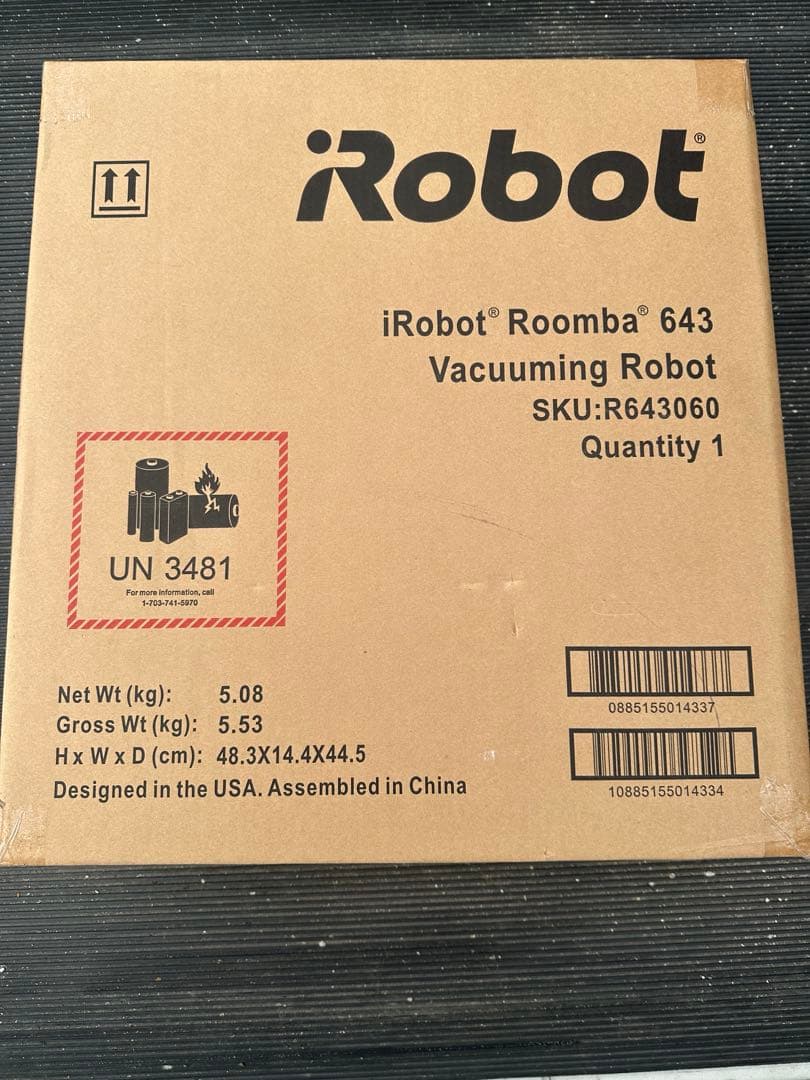 iRobot®
iRobot® Roomba® 643
Vacuuming Robot
SKU:R643060
Quantity 1
UN 3481
For more information, call
1-703-741-5970
Net Wt (kg): 5.08
Gross Wt (kg): 5.53
H x W x D (cm): 48.3X14.4X44.5
Designed in the USA. Assembled in China
0885155014337
10885155014334